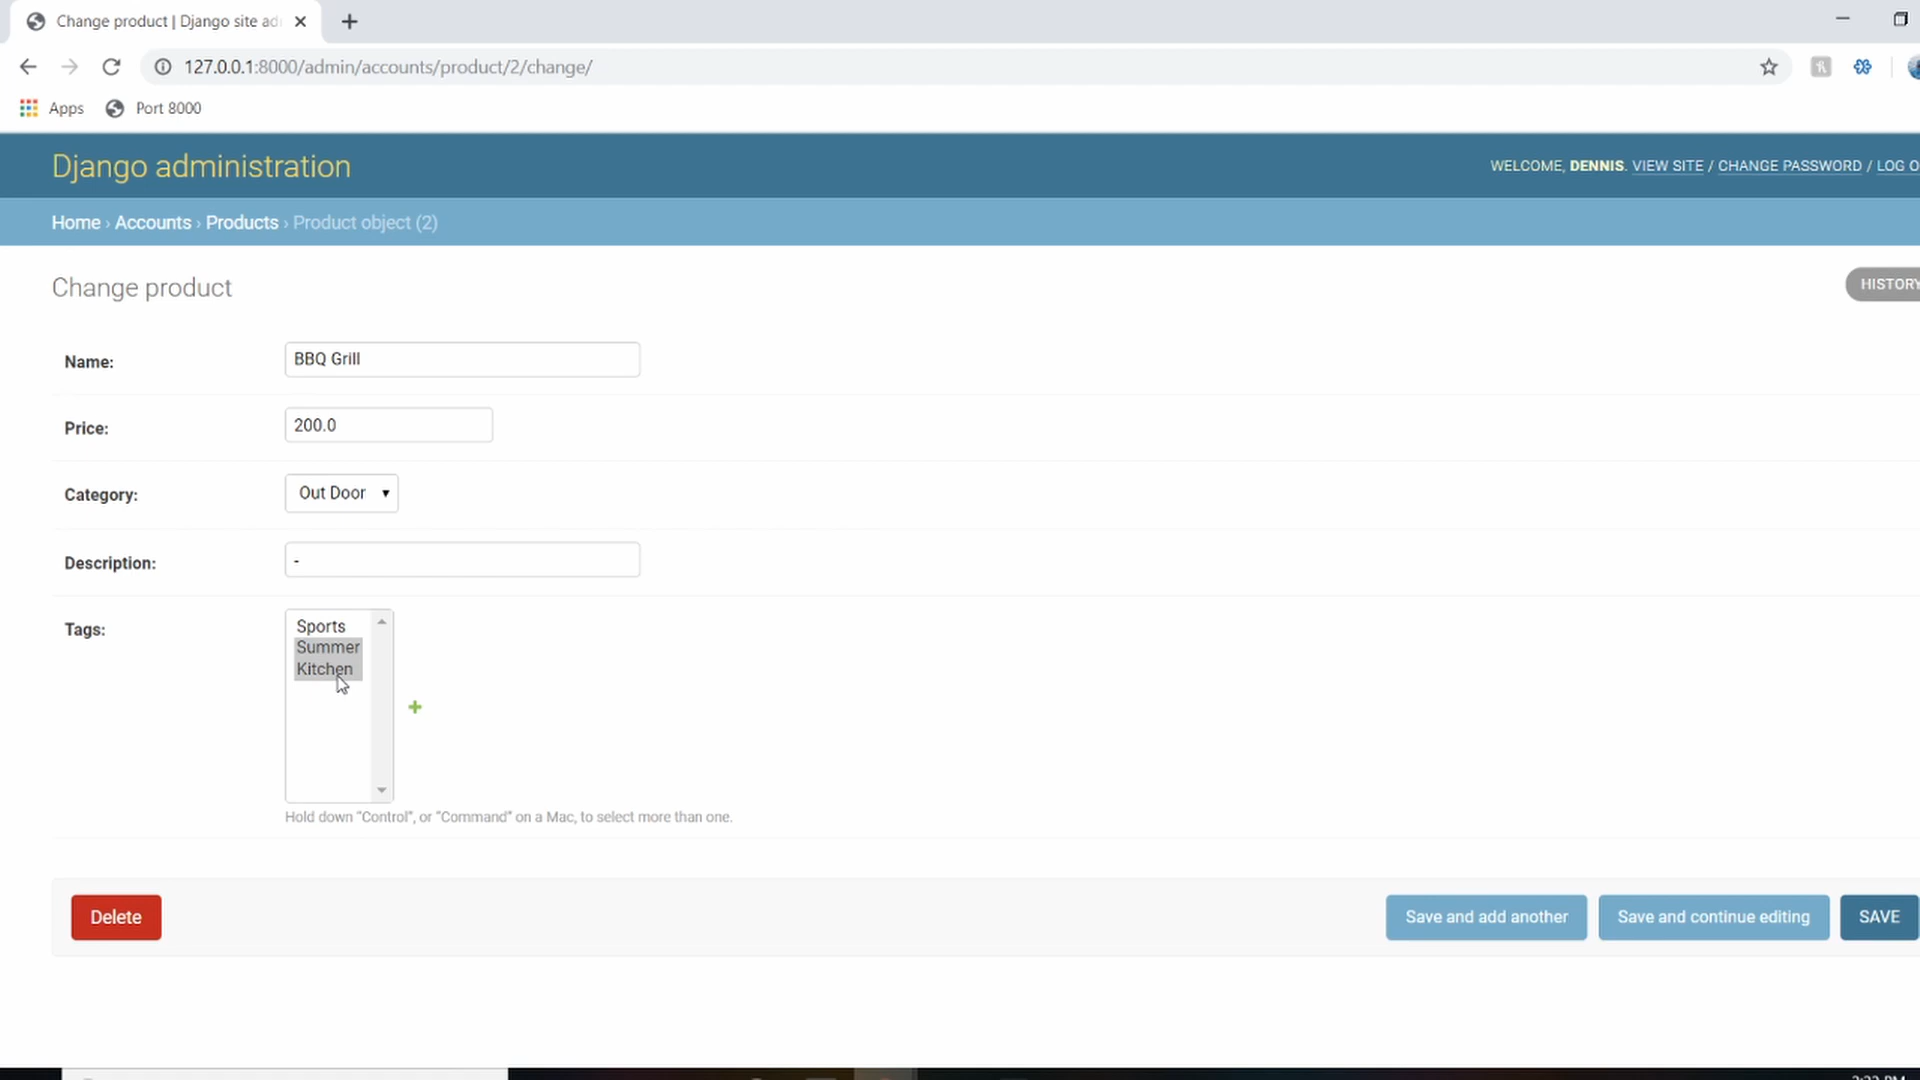 Change product | Django site ad
127.0.0.1:8000/admin/accounts/product/2/change/
Apps
Port 8000
Django administration
WELCOME, DENNIS. VIEW SITE / CHANGE PASSWORD / LOG O
Home › Accounts › Products › Product object (2)
Change product
HISTORY
Name:
BBQ Grill
Price:
200.0
Category:
Out Door
Description:
-
Tags:
Sports
Summer
Kitchen
Hold down "Control", or "Command" on a Mac, to select more than one.
Delete
Save and add another
Save and continue editing
SAVE